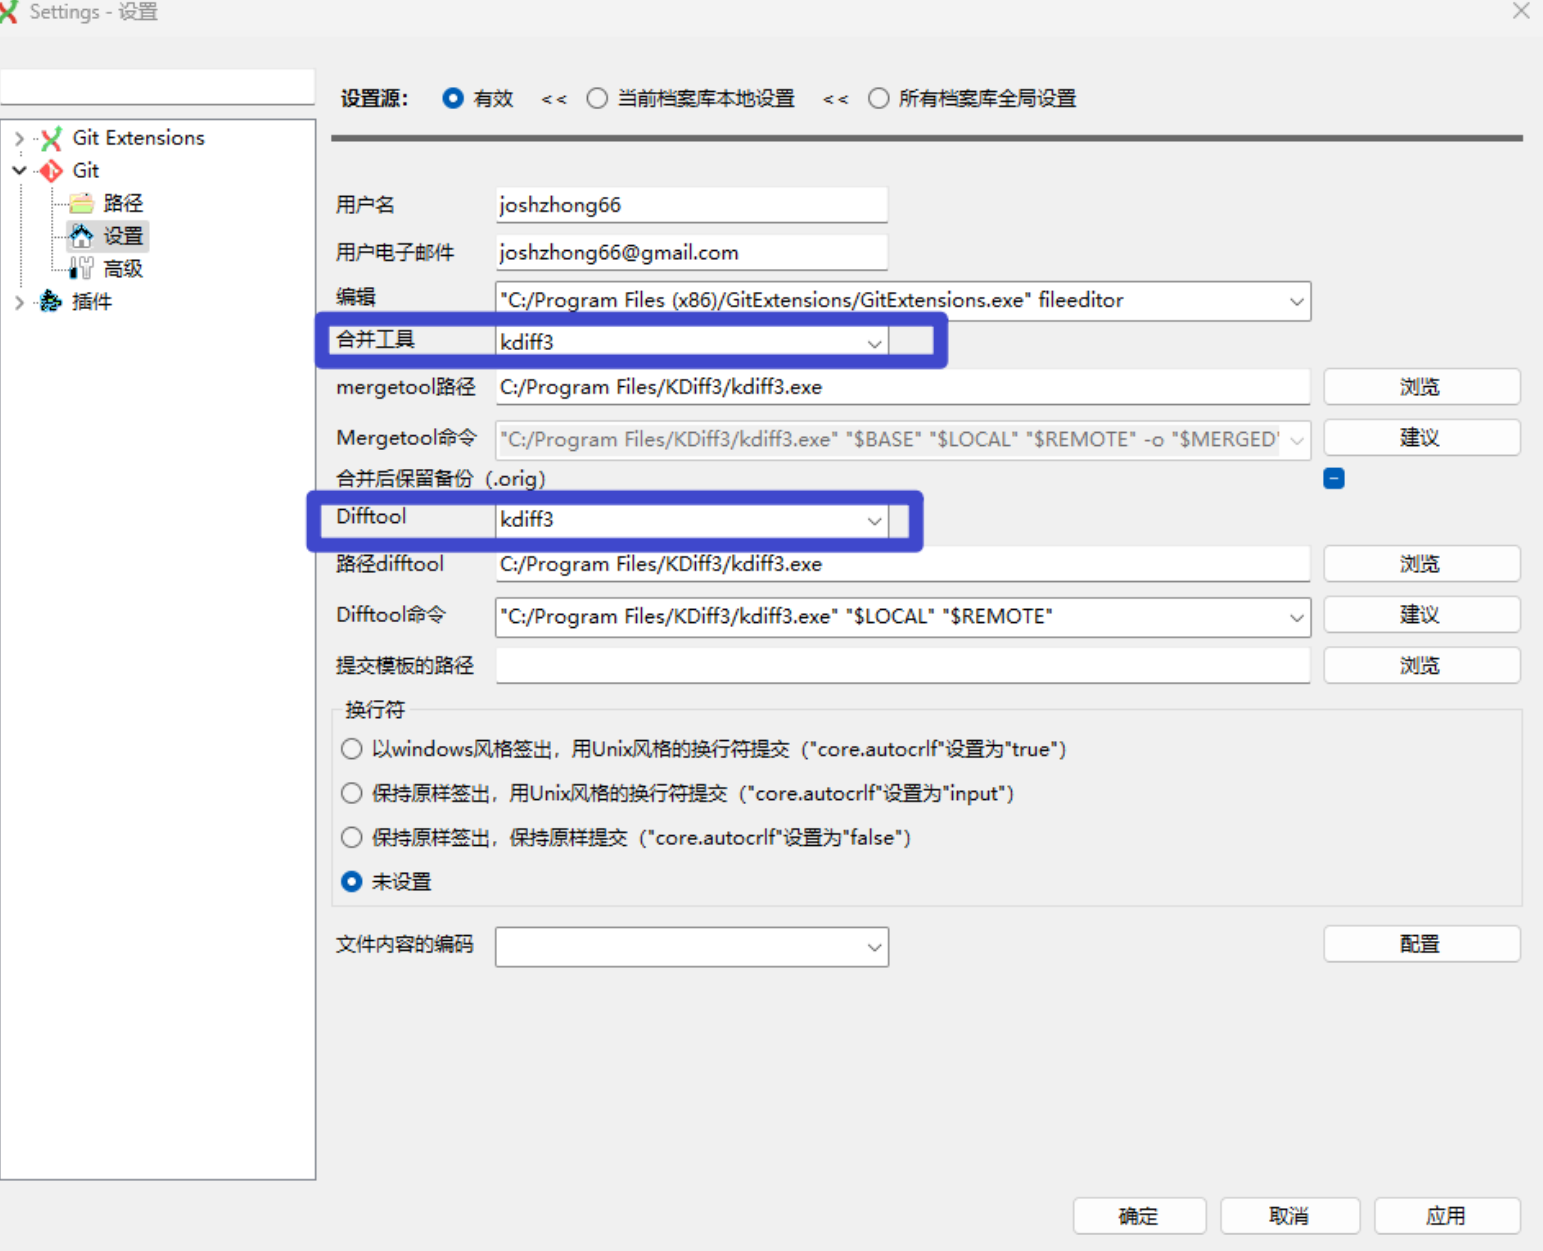 Settings - 设置
设置源： 有效 << 当前档案库本地设置 << 所有档案库全局设置
Git Extensions
Git
路径
设置
高级
插件
用户名 joshzhong66
用户电子邮件 joshzhong66@gmail.com
编辑 "C:/Program Files (x86)/GitExtensions/GitExtensions.exe" fileeditor
合并工具 kdiff3
mergetool路径 C:/Program Files/KDiff3/kdiff3.exe 浏览
Mergetool命令 "C:/Program Files/KDiff3/kdiff3.exe" "$BASE" "$LOCAL" "$REMOTE" -o "$MERGED" 建议
合并后保留备份（.orig）
Difftool kdiff3
路径difftool C:/Program Files/KDiff3/kdiff3.exe 浏览
Difftool命令 "C:/Program Files/KDiff3/kdiff3.exe" "$LOCAL" "$REMOTE" 建议
提交模板的路径 浏览
换行符
以windows风格签出，用Unix风格的换行符提交（"core.autocrlf"设置为"true"）
保持原样签出，用Unix风格的换行符提交（"core.autocrlf"设置为"input"）
保持原样签出，保持原样提交（"core.autocrlf"设置为"false"）
未设置
文件内容的编码 配置
确定 取消 应用